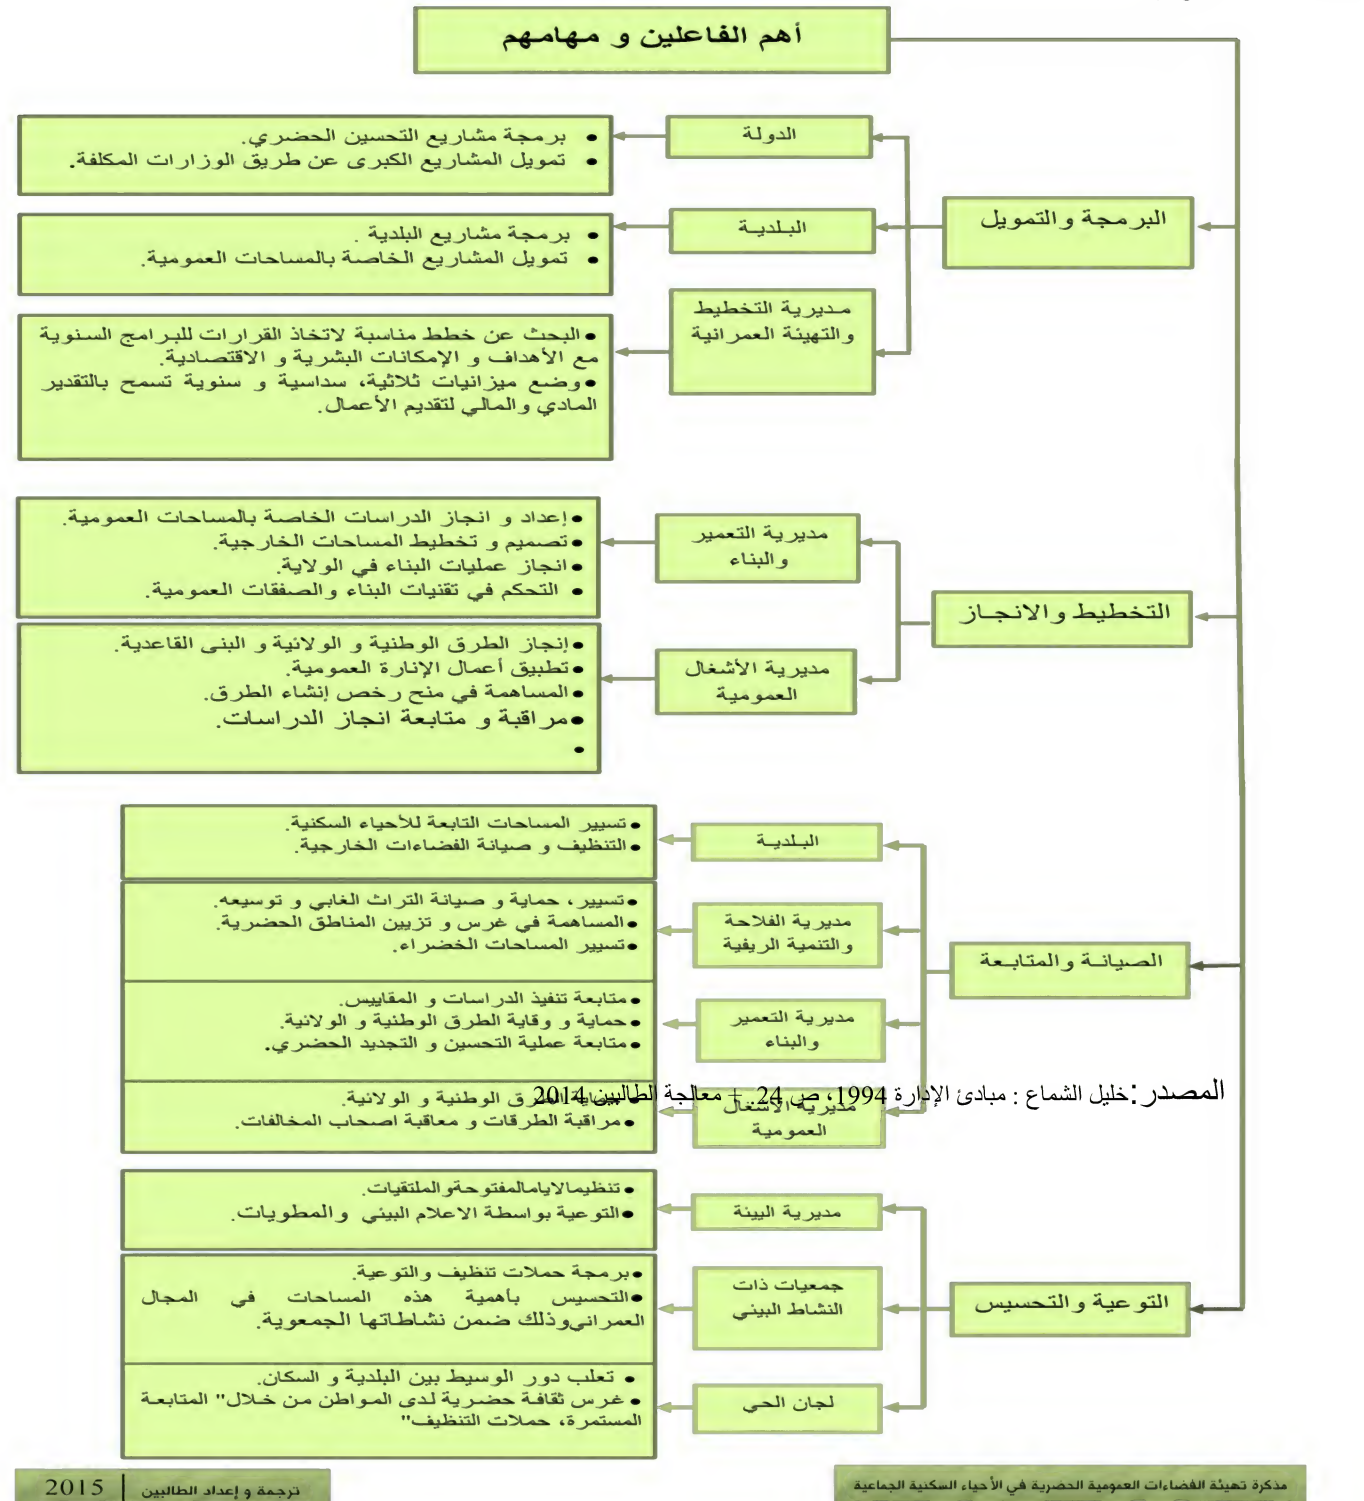 أهم الفاعلين و مهامهم
البرمجة والتمويل
الدولة
• برمجة مشاريع التحسين الحضري.
• تمويل المشاريع الكبرى عن طريق الوزارات المكلفة.
البلدية
• برمجة مشاريع البلدية .
• تمويل المشاريع الخاصة بالمساحات العمومية.
مديرية التخطيط
والتهيئة العمرانية
•البحث عن خطط مناسبة لاتخاذ القرارات للبرامج السنوية
مع الأهداف و الإمكانات البشرية و الاقتصادية.
•وضع ميزانيات ثلاثية، سداسية و سنوية تسمح بالتقدير
المادي والمالي لتقديم الأعمال.
التخطيط والانجاز
مديرية التعمير
والبناء
•إعداد و انجاز الدراسات الخاصة بالمساحات العمومية.
•تصميم و تخطيط المساحات الخارجية.
•انجاز عمليات البناء في الولاية.
• التحكم في تقنيات البناء والصفقات العمومية.
مديرية الأشغال
العمومية
•إنجاز الطرق الوطنية و الولائية و البنى القاعدية.
•تطبيق أعمال الإنارة العمومية.
•المساهمة في منح رخص إنشاء الطرق.
•مراقبة و متابعة انجاز الدراسات.
•
الصيانة والمتابعة
البلدية
•تسيير المساحات التابعة للأحياء السكنية.
•التنظيف و صيانة الفضاءات الخارجية.
مديرية الفلاحة
والتنمية الريفية
•تسيير، حماية و صيانة التراث الغابي و توسيعه.
•المساهمة في غرس و تزيين المناطق الحضرية.
•تسيير المساحات الخضراء.
مديرية التعمير
والبناء
•متابعة تنفيذ الدراسات و المقاييس.
•حماية و وقاية الطرق الوطنية و الولائية.
•متابعة عملية التحسين و التجديد الحضري.
مديرية الأشغال
العمومية
الطرق الوطنية و الولائية.
•مراقبة الطرقات و معاقبة اصحاب المخالفات.
المصدر:خليل الشماع : مبادئ الإدارة 1994، ص 24. + معالجة الطالبين 2014
التوعية والتحسيس
مديرية البيئة
•تنظيمالايامالمفتوحةوالملتقيات.
•التوعية بواسطة الاعلام البيئي والمطويات.
جمعيات ذات
النشاط البيئي
•برمجة حملات تنظيف والتوعية.
•التحسيس بأهمية هذه المساحات في المجال
العمرانيوذلك ضمن نشاطاتها الجمعوية.
لجان الحي
• تعلب دور الوسيط بين البلدية و السكان.
•غرس ثقافة حضرية لدى المواطن من خلال" المتابعة
المستمرة، حملات التنظيف"
مذكرة تهيئة الفضاءات العمومية الحضرية في الأحياء السكنية الجماعية
ترجمة و إعداد الطالبين | 2015